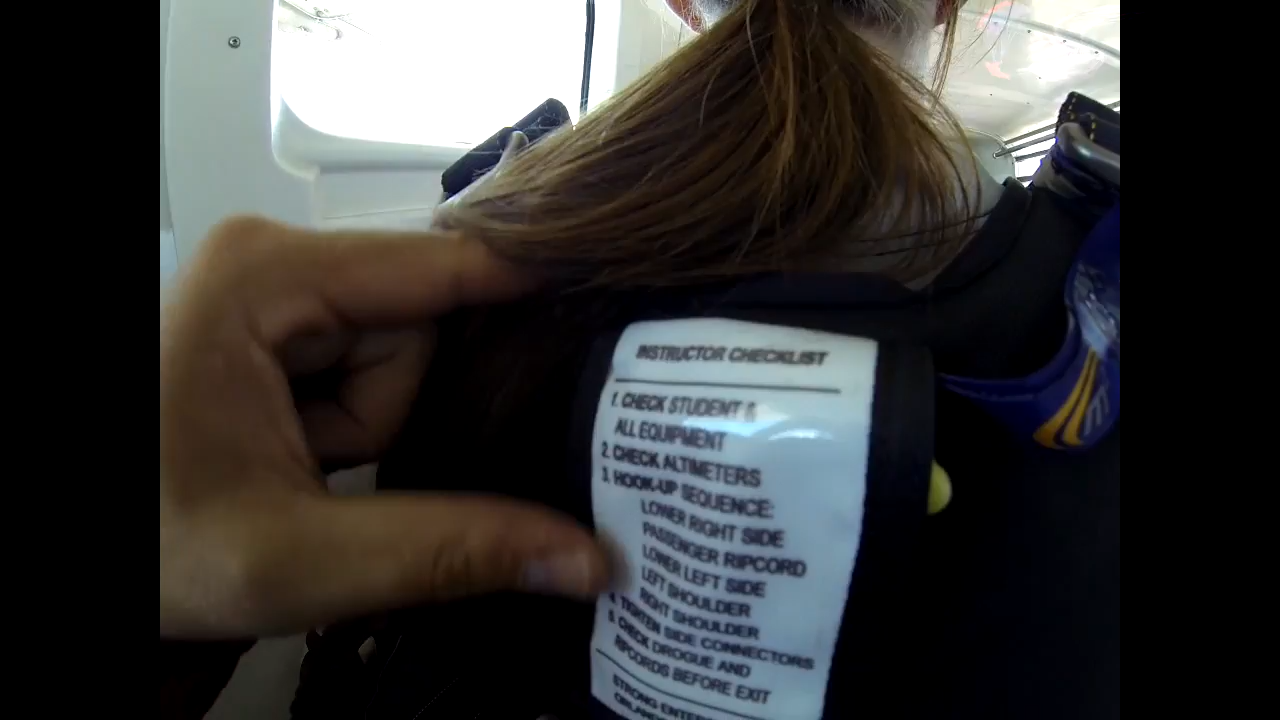 INSTRUCTOR CHECKLIST
1. CHECK STUDENT &
ALL EQUIPMENT
2. CHECK ALTIMETERS
3. HOOK-UP SEQUENCE:
LOWER RIGHT SIDE
PASSENGER RIPCORD
LOWER LEFT SIDE
LEFT SHOULDER
RIGHT SHOULDER
4. TIGHTEN SIDE CONNECTORS
5. CHECK DROGUE AND
RIPCORDS BEFORE EXIT
STRONG